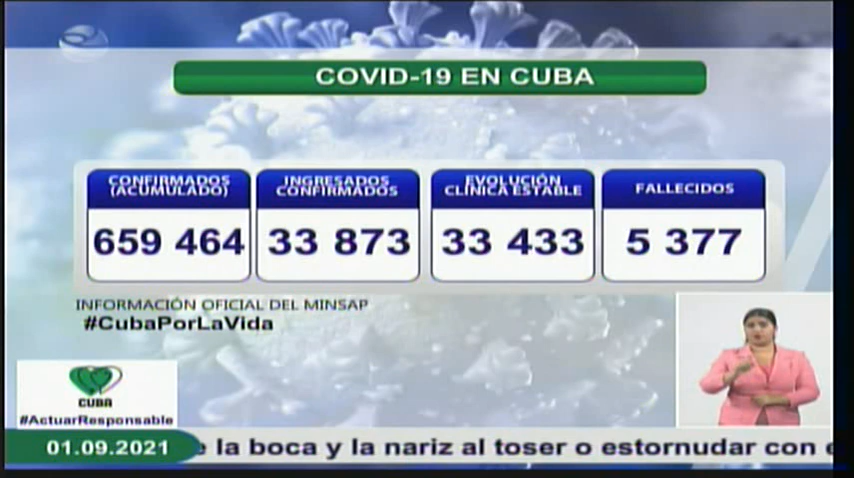 COVID-19 EN CUBA
CONFIRMADOS
(ACUMULADO)
659 464
INGRESADOS
CONFIRMADOS
33 873
EVOLUCIÓN
CLÍNICA ESTABLE
33 433
FALLECIDOS
5 377
INFORMACIÓN OFICIAL DEL MINSAP
#CubaPorLaVida
CUBA
#ActuarResponsable
01.09.2021
la boca y la nariz al toser o estornudar con